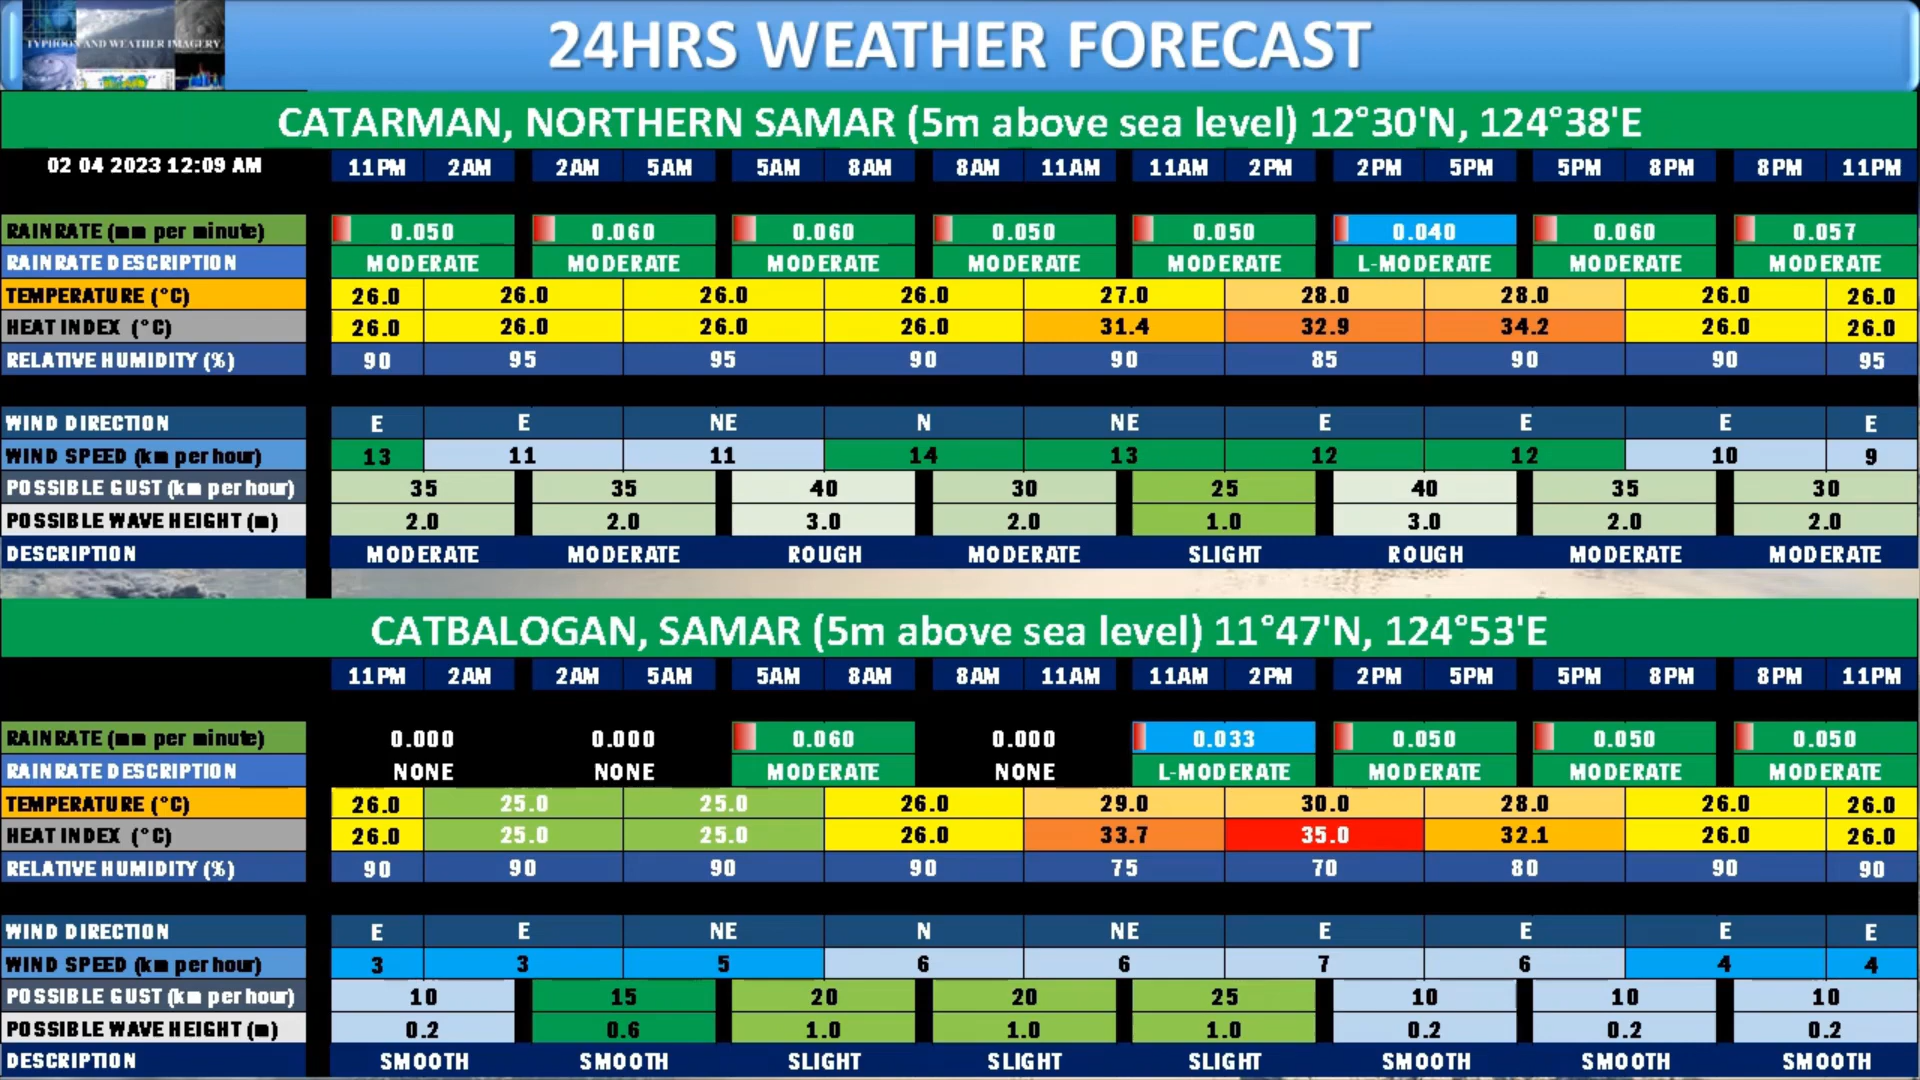 TYPHOON AND WEATHER IMAGERY
24HRS WEATHER FORECAST
CATARMAN, NORTHERN SAMAR (5m above sea level) 12°30'N, 124°38'E
02 04 2023 12:09 AM 11PM 2AM 2AM 5AM 5AM 8AM 8AM 11AM 11AM 2PM 2PM 5PM 5PM 8PM 8PM 11PM
RAINRATE (mm per minute) 0.050 0.060 0.060 0.050 0.050 0.040 0.060 0.057
RAINRATE DESCRIPTION MODERATE MODERATE MODERATE MODERATE MODERATE L-MODERATE MODERATE MODERATE
TEMPERATURE (°C) 26.0 26.0 26.0 26.0 27.0 28.0 28.0 26.0 26.0
HEAT INDEX (°C) 26.0 26.0 26.0 26.0 31.4 32.9 34.2 26.0 26.0
RELATIVE HUMIDITY (%) 90 95 95 90 90 85 90 90 95
WIND DIRECTION E E NE N NE E E E E
WIND SPEED (km per hour) 13 11 11 14 13 12 12 10 9
POSSIBLE GUST (km per hour) 35 35 40 30 25 40 35 30
POSSIBLE WAVE HEIGHT (m) 2.0 2.0 3.0 2.0 1.0 3.0 2.0 2.0
DESCRIPTION MODERATE MODERATE ROUGH MODERATE SLIGHT ROUGH MODERATE MODERATE
CATBALOGAN, SAMAR (5m above sea level) 11°47'N, 124°53'E
11PM 2AM 2AM 5AM 5AM 8AM 8AM 11AM 11AM 2PM 2PM 5PM 5PM 8PM 8PM 11PM
RAINRATE (mm per minute) 0.000 0.000 0.060 0.000 0.033 0.050 0.050 0.050
RAINRATE DESCRIPTION NONE NONE MODERATE NONE L-MODERATE MODERATE MODERATE MODERATE
TEMPERATURE (°C) 26.0 25.0 25.0 26.0 29.0 30.0 28.0 26.0 26.0
HEAT INDEX (°C) 26.0 25.0 25.0 26.0 33.7 35.0 32.1 26.0 26.0
RELATIVE HUMIDITY (%) 90 90 90 90 75 70 80 90 90
WIND DIRECTION E E NE N NE E E E E
WIND SPEED (km per hour) 3 3 5 6 6 7 6 4 4
POSSIBLE GUST (km per hour) 10 15 20 20 25 10 10 10
POSSIBLE WAVE HEIGHT (m) 0.2 0.6 1.0 1.0 1.0 0.2 0.2 0.2
DESCRIPTION SMOOTH SMOOTH SLIGHT SLIGHT SLIGHT SMOOTH SMOOTH SMOOTH